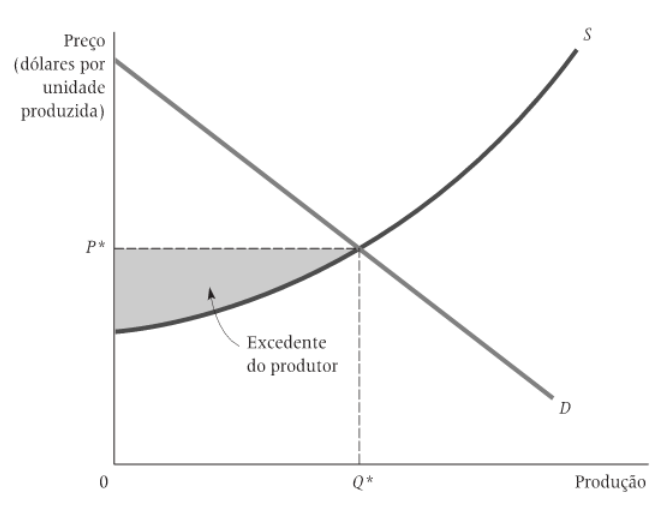 Preço
(dólares por
unidade
produzida)
S
P*
Excedente
do produtor
D
0
Q*
Produção